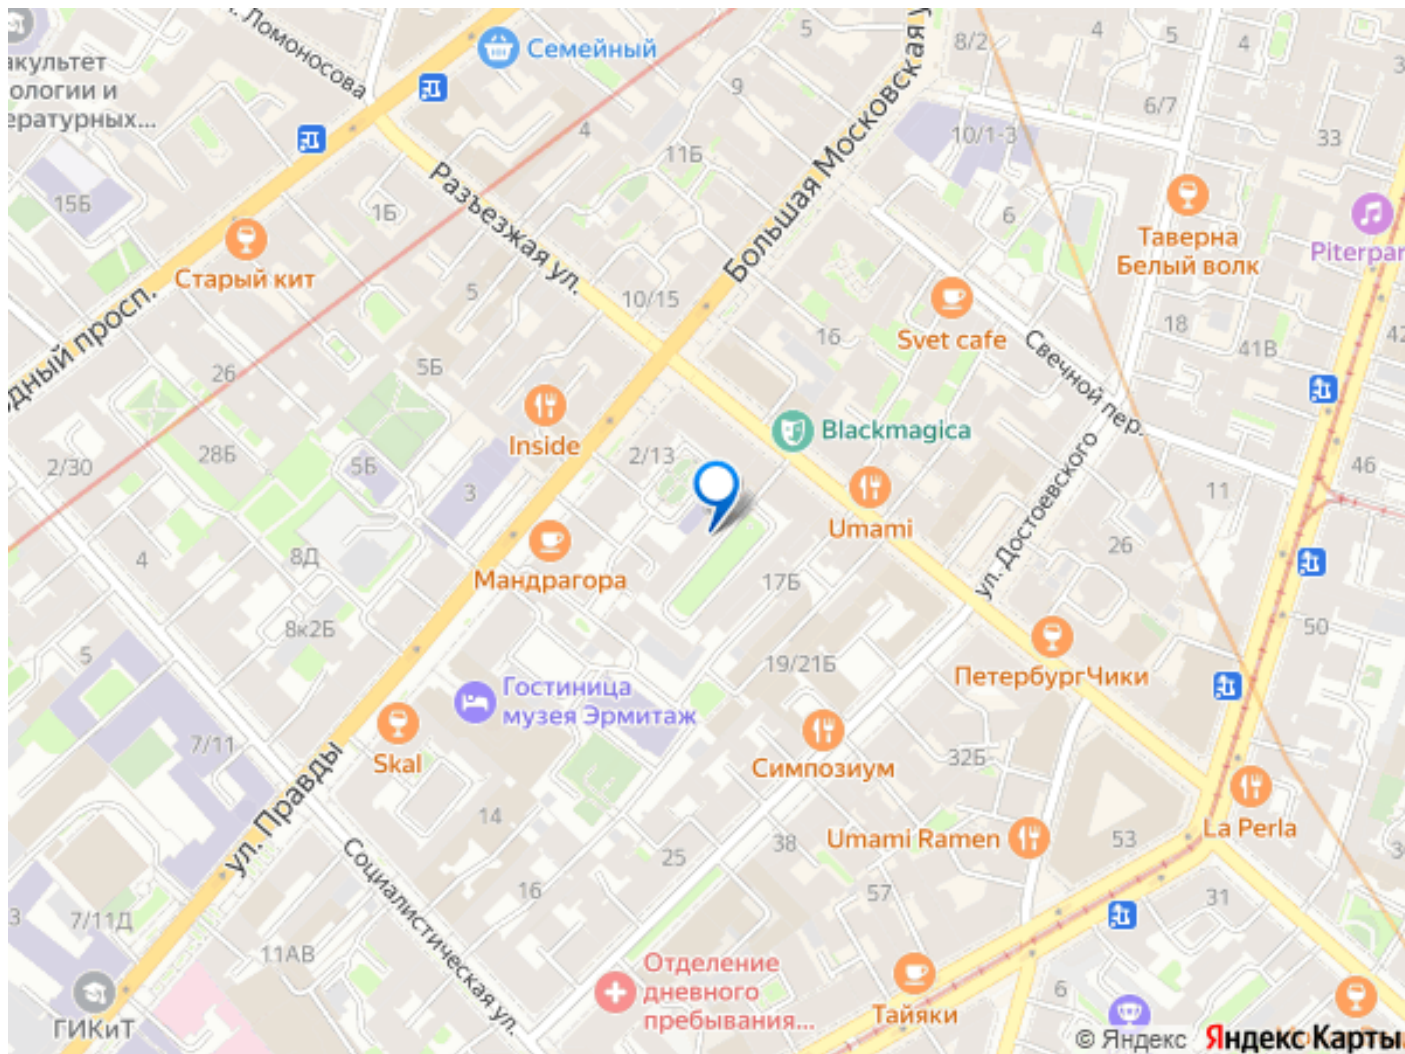 л. Ломоносова
Семейный
Большая Московская у
8/2
4
5
4
5
3
акультет
ологии и
ературных...
9
6/7
4
10/1-3
33
11Б
15Б
1Б
Разъезжая ул.
6
Таверна
Белый волк
Piterpar
Старый кит
5
10/15
Svet cafe
16
18
41В
42
Свечной пер.
дный просп.
26
5Б
Inside
Blackmagica
2/30
28Б
5Б
3
2/13
46
11
Umami
ул. Достоевского
26
4
8Д
Мандрагора
17Б
8к2Б
50
5
19/21Б
ПетербургЧики
Гостиница
музея Эрмитаж
7/11
Skal
Симпозиум
32Б
ул. Правды
14
La Perla
Umami Ramen
53
38
25
Социалистическая ул.
16
57
31
3
7/11Д
11АВ
Отделение
дневного
пребывания...
Тайяки
6
ГИКиТ
© Яндекс Яндекс Карты